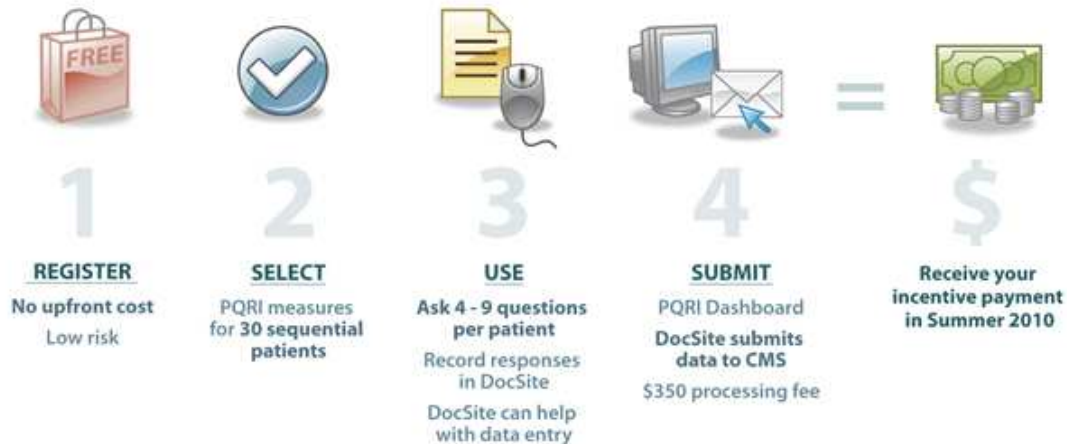 FREE
=
1
REGISTER
No upfront cost
Low risk
2
SELECT
PQRI measures
for 30 sequential
patients
3
USE
Ask 4 - 9 questions
per patient
Record responses
in DocSite
DocSite can help
with data entry
4
SUBMIT
PQRI Dashboard
DocSite submits
data to CMS
$350 processing fee
$
Receive your
incentive payment
in Summer 2010